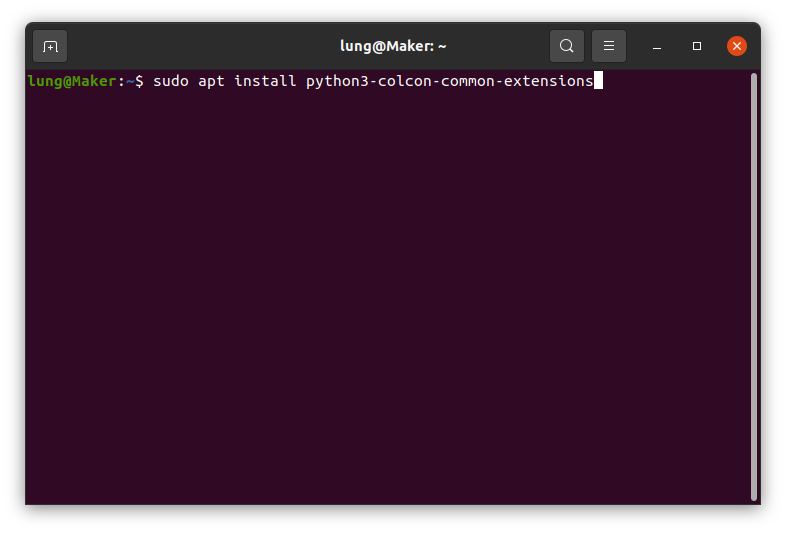 lung@Maker: ~
lung@Maker:~$ sudo apt install python3-colcon-common-extensions